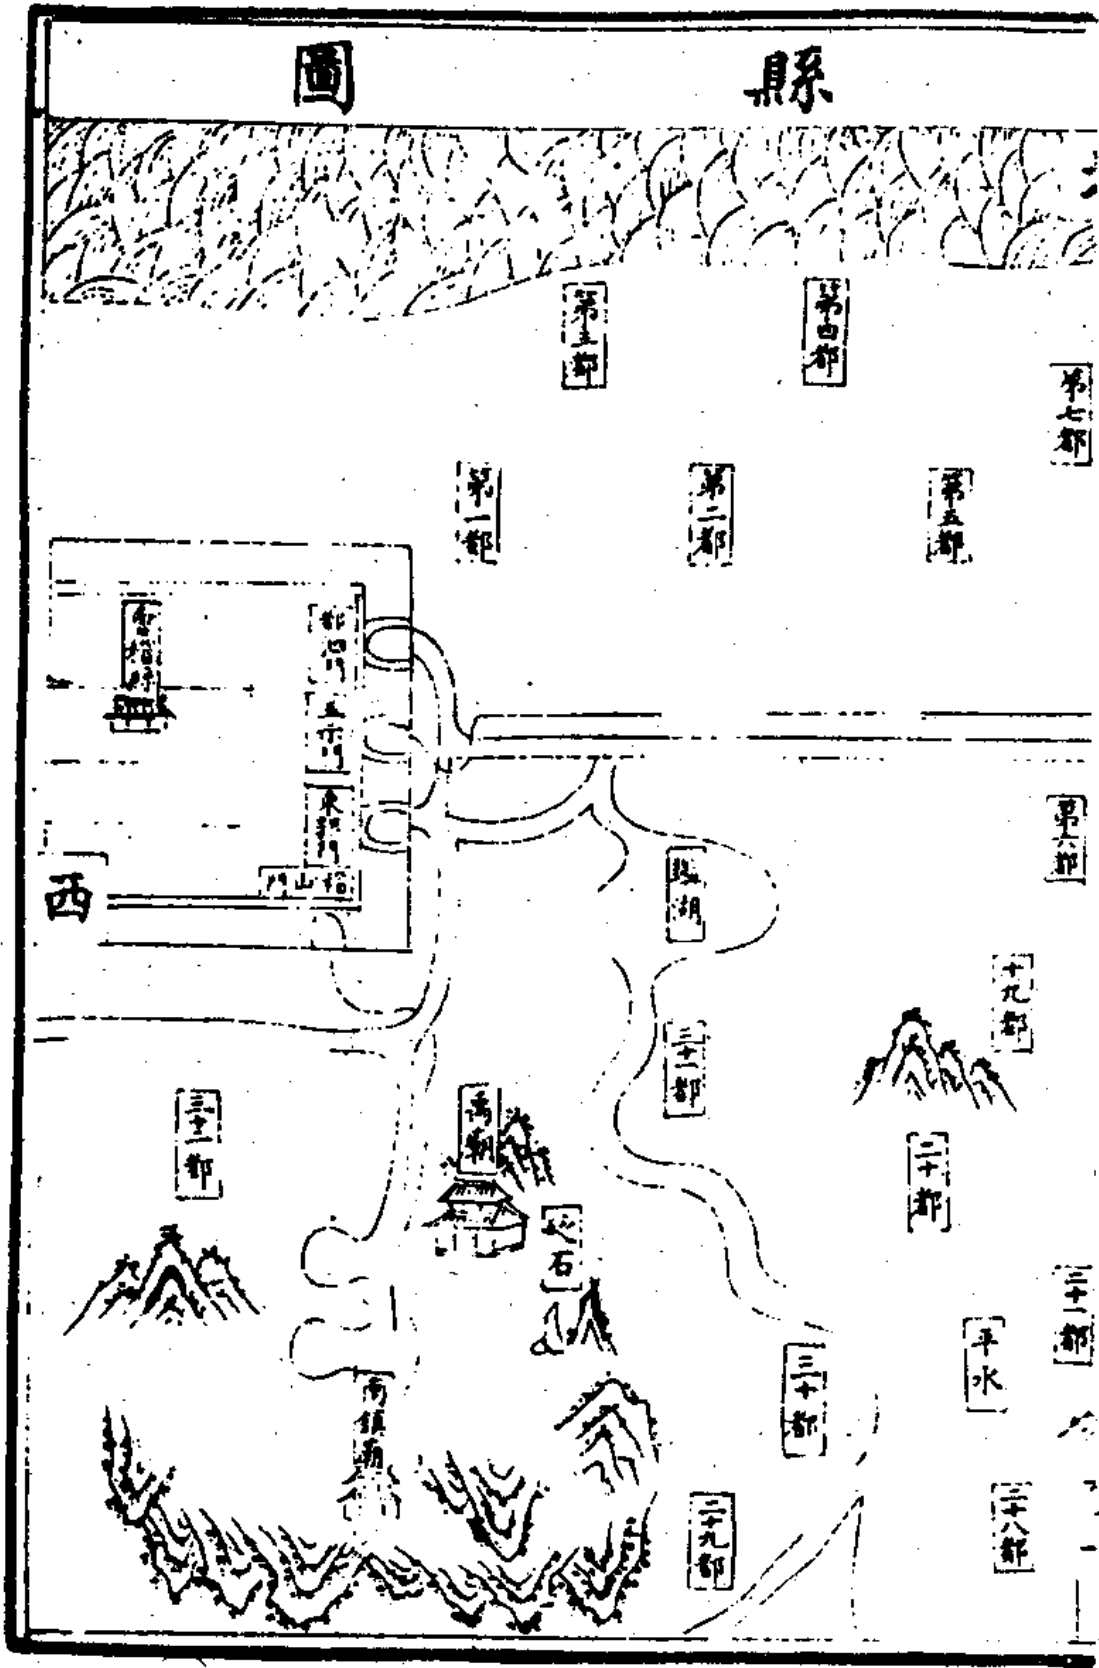 縣圖
第四都
第三都
第七都
第五都
第二都
第一都
會稽縣
都四門
五雲門
東郭門
稽山門
西
第六都
鑑湖
十九都
三十二都
二十都
禹廟
三十一都
石
二十一都
平水
三十都
南鎮廟
二十八都
二十九都